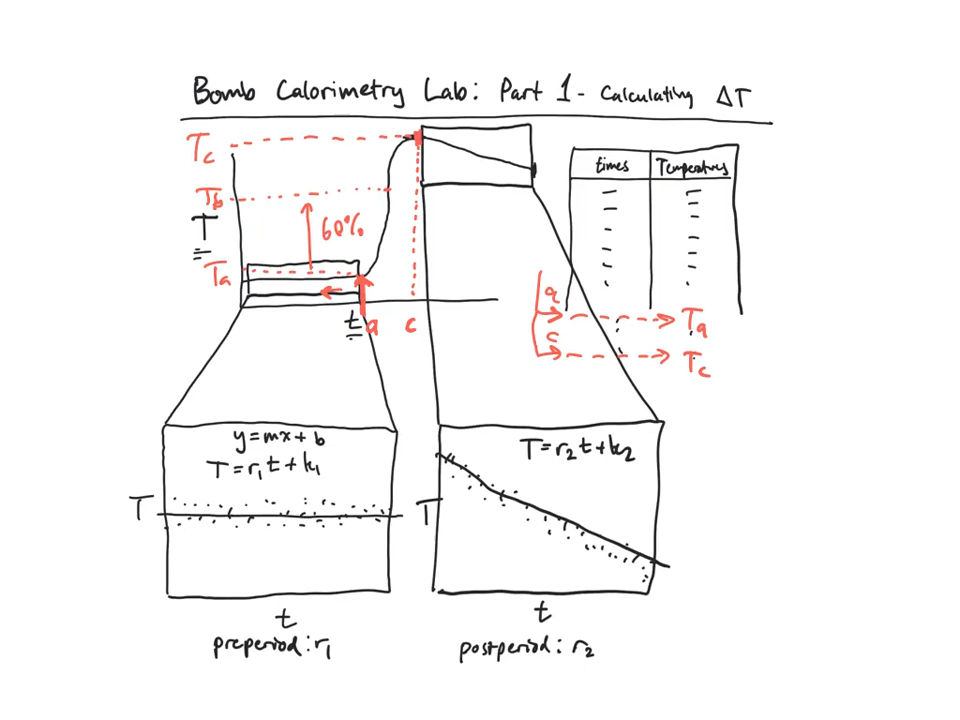 Bomb Calorimetry Lab: Part 1 - Calculating ΔT
Tc
Tb
T
60%
Ta
t
a
c
times Temperatures
a
Ta
c
Tc
y=mx+b
T=r₁t+k₁
T
t
preperiod: r₁
T=r₂t+k₂
T
t
postperiod: r₂